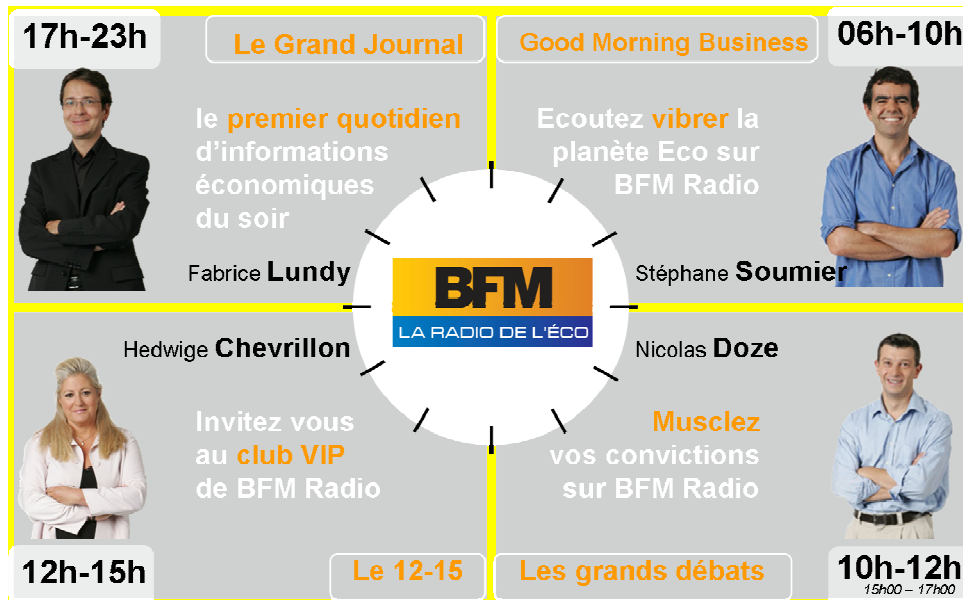 17h-23h
Le Grand Journal
le premier quotidien
d'informations
économiques
du soir
Fabrice Lundy
Good Morning Business
06h-10h
Ecoutez vibrer la
planète Eco sur
BFM Radio
Stéphane Soumier
BFM
LA RADIO DE L'ÉCO
Hedwige Chevrillon
Invitez vous
au club VIP
de BFM Radio
12h-15h
Le 12-15
Nicolas Doze
Musclez
vos convictions
sur BFM Radio
Les grands débats
10h-12h
15h00 – 17h00